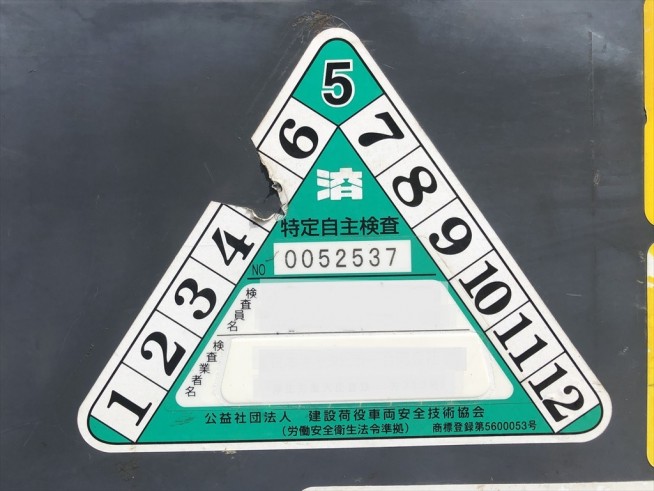 5
6
7
8
9
10
11
12
4
3
2
1
済
特定自主検査
NO 0052537
検査員名
検査業者名
公益社団法人 建設荷役車両安全技術協会
(労働安全衛生法令準拠) 商標登録第5600053号